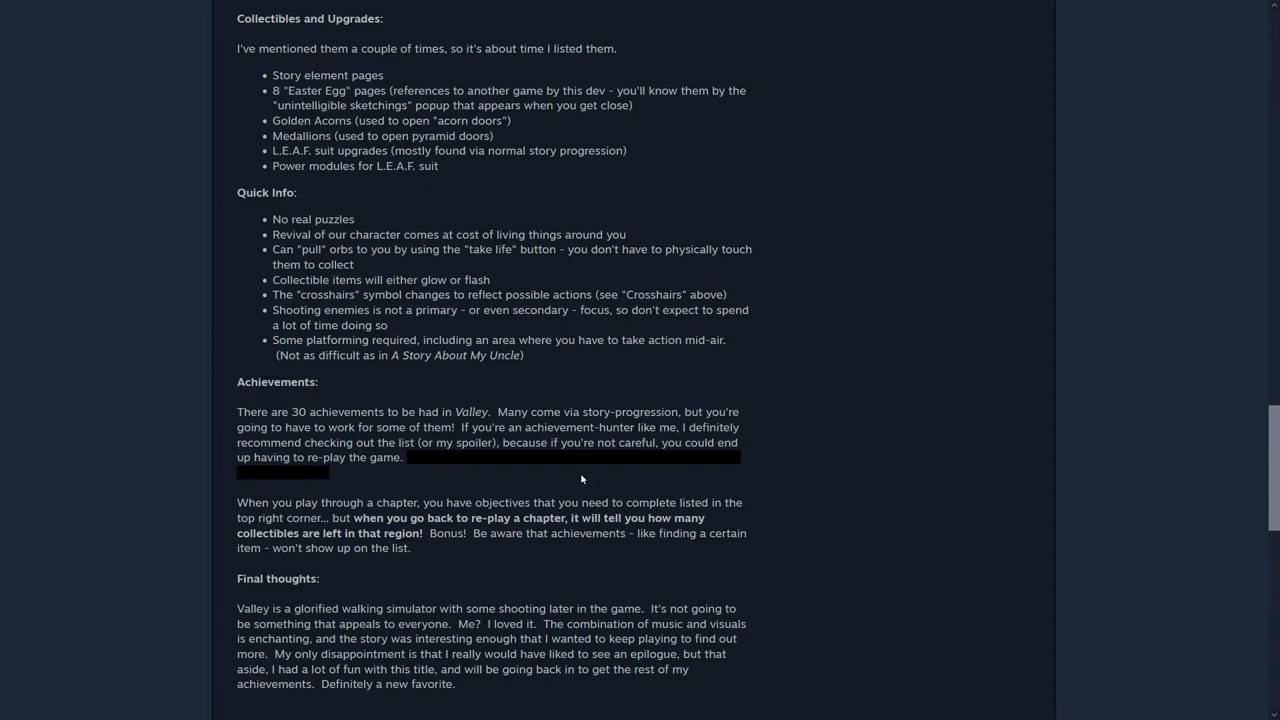 Collectibles and Upgrades:
I've mentioned them a couple of times, so it's about time I listed them.
• Story element pages
• 8 "Easter Egg" pages (references to another game by this dev - you'll know them by the
"unintelligible sketchings" popup that appears when you get close)
• Golden Acorns (used to open "acorn doors")
• Medallions (used to open pyramid doors)
• L.E.A.F. suit upgrades (mostly found via normal story progression)
• Power modules for L.E.A.F. suit
Quick Info:
• No real puzzles
• Revival of our character comes at cost of living things around you
• Can "pull" orbs to you by using the "take life" button - you don't have to physically touch
them to collect
• Collectible items will either glow or flash
• The "crosshairs" symbol changes to reflect possible actions (see "Crosshairs" above)
• Shooting enemies is not a primary - or even secondary - focus, so don't expect to spend
a lot of time doing so
• Some platforming required, including an area where you have to take action mid-air.
(Not as difficult as in A Story About My Uncle)
Achievements:
There are 30 achievements to be had in Valley.  Many come via story-progression, but you're
going to have to work for some of them!  If you're an achievement-hunter like me, I definitely
recommend checking out the list (or my spoiler), because if you're not careful, you could end
up having to re-play the game.
When you play through a chapter, you have objectives that you need to complete listed in the
top right corner... but when you go back to re-play a chapter, it will tell you how many
collectibles are left in that region!  Bonus!  Be aware that achievements - like finding a certain
item - won't show up on the list.
Final thoughts:
Valley is a glorified walking simulator with some shooting later in the game.  It's not going to
be something that appeals to everyone.  Me?  I loved it.  The combination of music and visuals
is enchanting, and the story was interesting enough that I wanted to keep playing to find out
more.  My only disappointment is that I really would have liked to see an epilogue, but that
aside, I had a lot of fun with this title, and will be going back in to get the rest of my
achievements.  Definitely a new favorite.